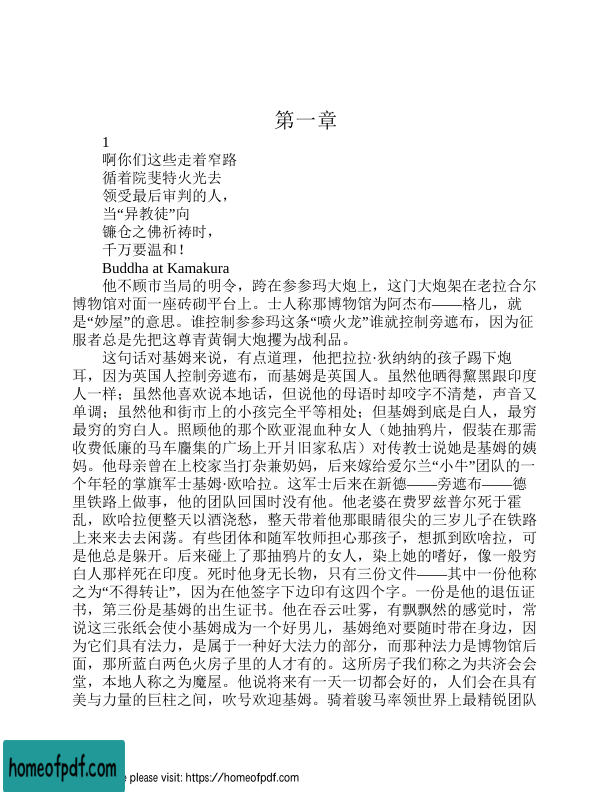 第一章
1
啊你们这些走着窄路
循着院斐特火光去
领受最后审判的人，
当“异教徒”向
镰仓之佛祈祷时，
千万要温和！
Buddha at Kamakura
他不顾市当局的明令，跨在参参玛大炮上，这门大炮架在老拉合尔
博物馆对面一座砖砌平台上。士人称那博物馆为阿杰布——格儿，就
是“妙屋”的意思。谁控制参参玛这条“喷火龙”谁就控制旁遮布，因为征
服者总是先把这尊青黄铜大炮攫为战利品。
这句话对基姆来说，有点道理，他把拉拉·狄纳纳的孩子踢下炮
耳，因为英国人控制旁遮布，而基姆是英国人。虽然他晒得黧黑跟印度
人一样；虽然他喜欢说本地话，但说他的母语时却咬字不清楚，声音又
单调；虽然他和街市上的小孩完全平等相处；但基姆到底是白人，最穷
最穷的穷白人。照顾他的那个欧亚混血种女人（她抽鸦片，假装在那需
收费低廉的马车麕集的广场上开爿旧家私店）对传教士说她是基姆的姨
妈。他母亲曾在上校家当打杂兼奶妈，后来嫁给爱尔兰“小牛”团队的一
个年轻的掌旗军士基姆·欧哈拉。这军士后来在新德——旁遮布——德
里铁路上做事，他的团队回国时没有他。他老婆在费罗兹普尔死于霍
乱，欧哈拉便整天以酒浇愁，整天带着他那眼睛很尖的三岁儿子在铁路
上来来去去闲荡。有些团体和随军牧师担心那孩子，想抓到欧啥拉，可
是他总是躲开。后来碰上了那抽鸦片的女人，染上她的嗜好，像一般穷
白人那样死在印度。死时他身无长物，只有三份文件——其中一份他称
之为“不得转让”，因为在他签字下边印有这四个字。一份是他的退伍证
书，第三份是基姆的出生证书。他在吞云吐雾，有飘飘然的感觉时，常
说这三张纸会使小基姆成为一个好男儿，基姆绝对要随时带在身边，因
为它们具有法力，是属于一种好大法力的部分，而那种法力是博物馆后
面，那所蓝白两色火房子里的人才有的。这所房子我们称之为共济会会
堂，本地人称之为魔屋。他说将来有一天一切都会好的，人们会在具有
美与力量的巨柱之间，吹号欢迎基姆。骑着骏马率领世界上最精锐团队
homeofpdf.com
e please visit: https://homeofpdf.com